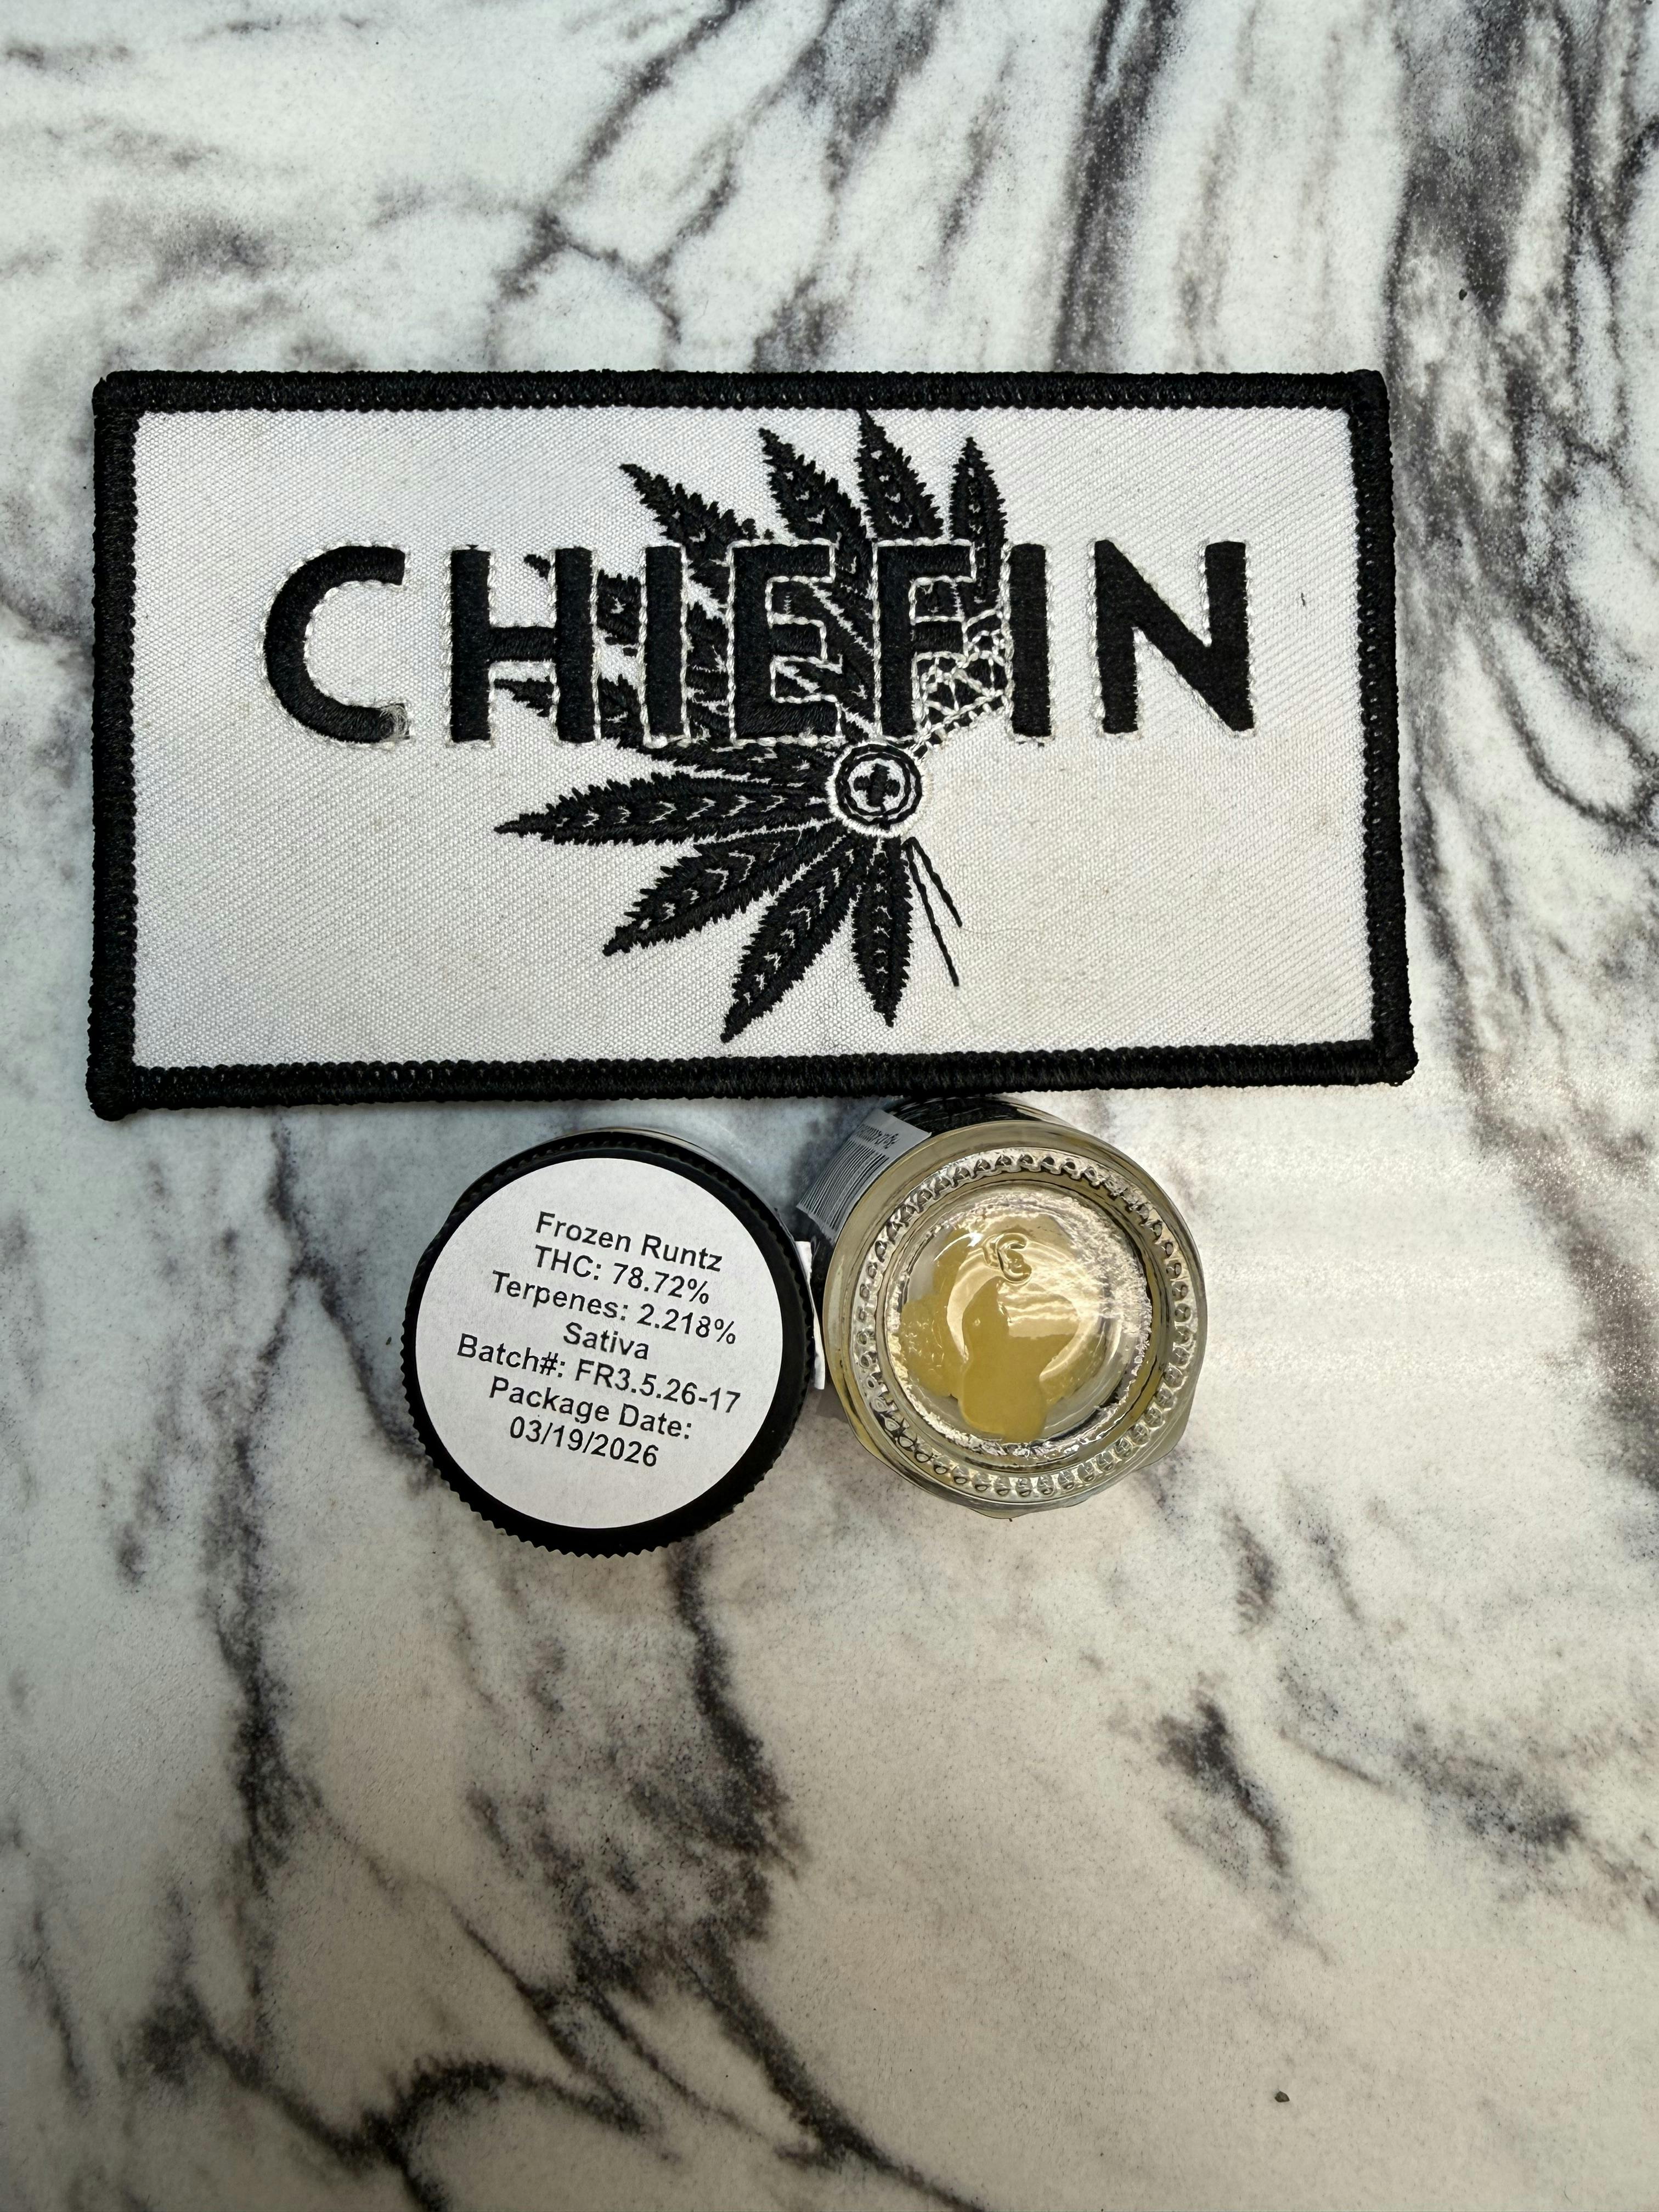 CHIEFIN
Frozen Runtz
THC: 78.72%
Terpenes: 2.218%
Sativa
Batch#: FR3.5.26-17
Package Date:
03/19/2026
3